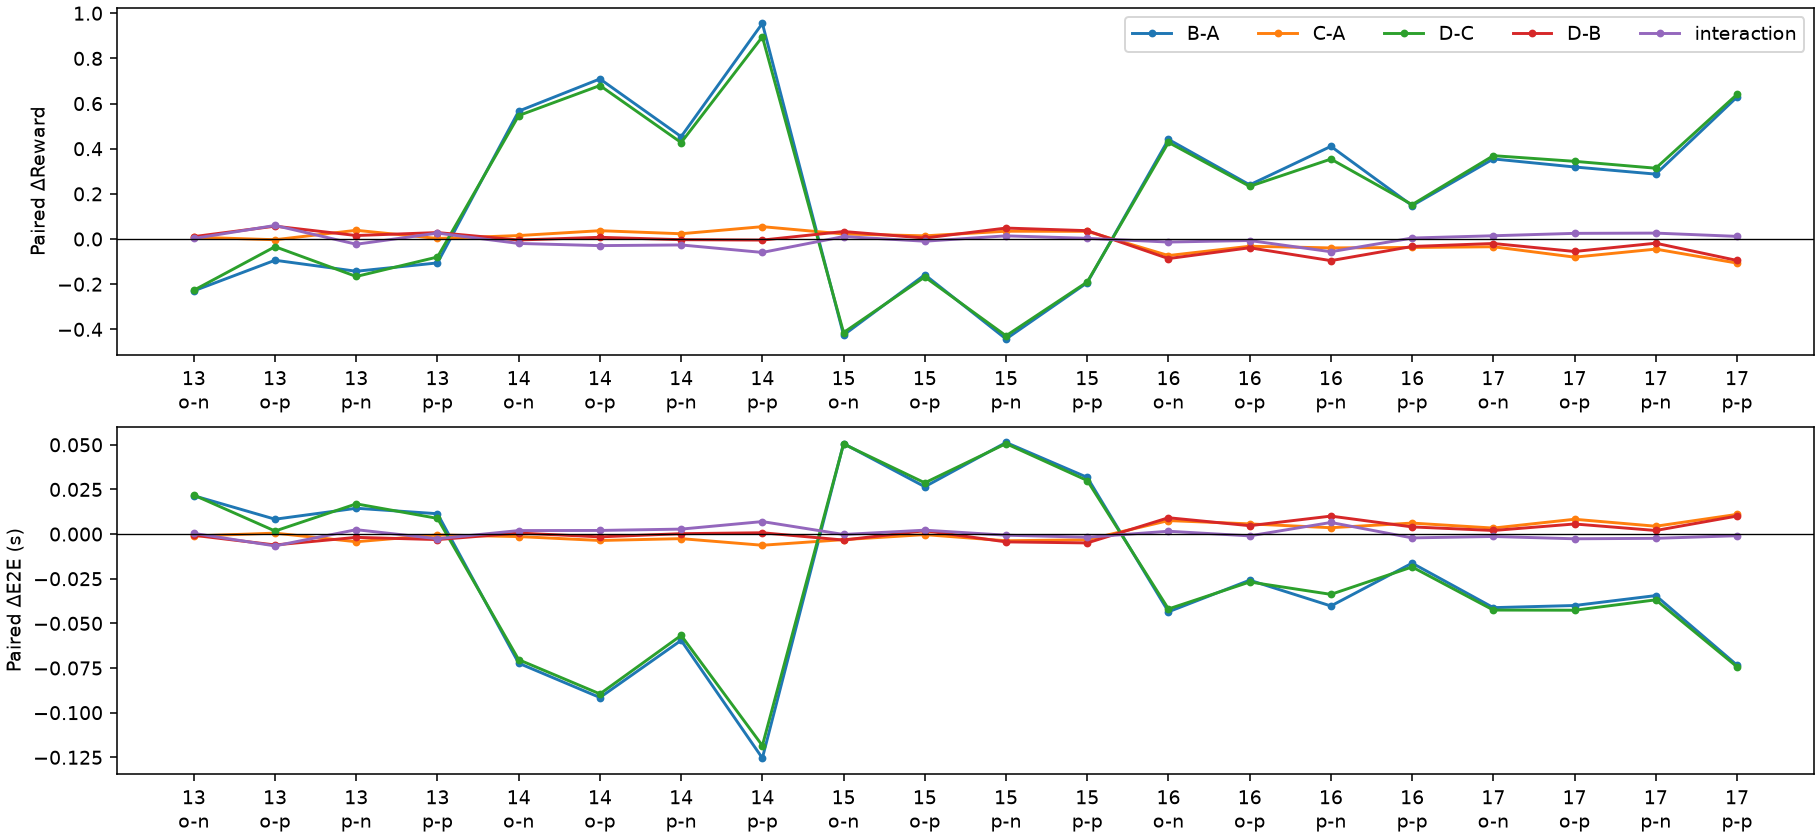 B-A C-A D-C D-B interaction
Paired ΔReward
1.0
0.8
0.6
0.4
0.2
0.0
−0.2
−0.4
13 13 13 13 14 14 14 14 15 15 15 15 16 16 16 16 17 17 17 17
o-n o-p p-n p-p o-n o-p p-n p-p o-n o-p p-n p-p o-n o-p p-n p-p o-n o-p p-n p-p
Paired ΔE2E (s)
0.050
0.025
0.000
−0.025
−0.050
−0.075
−0.100
−0.125
13 13 13 13 14 14 14 14 15 15 15 15 16 16 16 16 17 17 17 17
o-n o-p p-n p-p o-n o-p p-n p-p o-n o-p p-n p-p o-n o-p p-n p-p o-n o-p p-n p-p